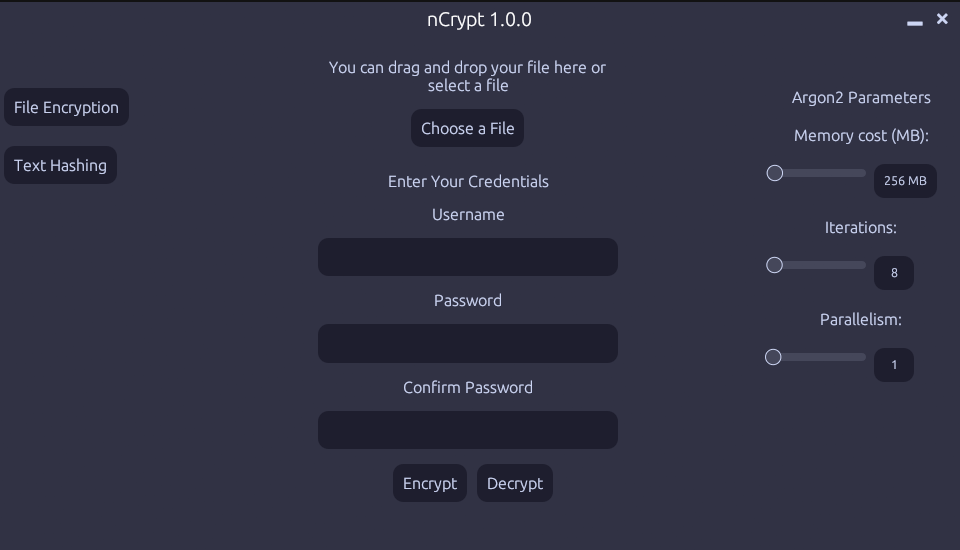 nCrypt 1.0.0
File Encryption
Text Hashing
You can drag and drop your file here or
select a file
Choose a File
Enter Your Credentials
Username
Password
Confirm Password
Encrypt
Decrypt
Argon2 Parameters
Memory cost (MB):
256 MB
Iterations:
8
Parallelism:
1